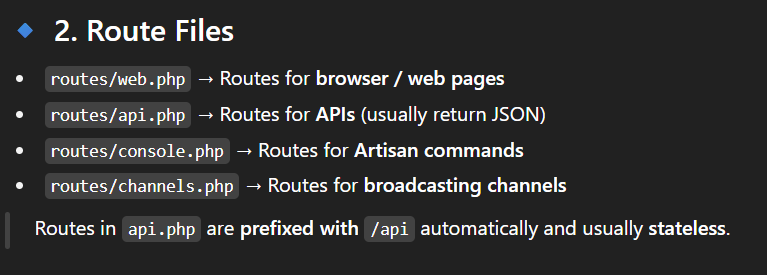 2. Route Files
• routes/web.php → Routes for browser / web pages
• routes/api.php → Routes for APIs (usually return JSON)
• routes/console.php → Routes for Artisan commands
• routes/channels.php → Routes for broadcasting channels
Routes in api.php are prefixed with /api automatically and usually stateless.